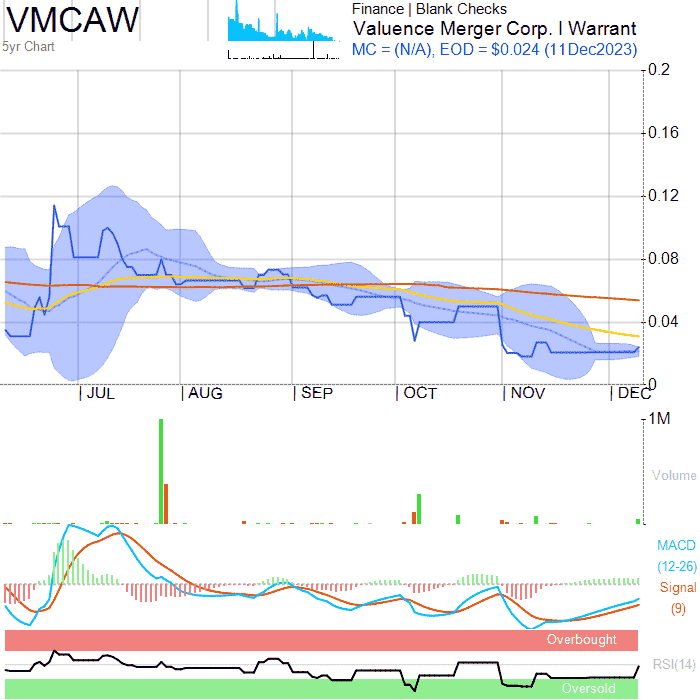 VMCAW
5yr Chart
Finance | Blank Checks
Valuence Merger Corp. I Warrant
MC = (N/A), EOD = $0.024 (11Dec2023)
0.2
0.16
0.12
0.08
0.04
0
JUL AUG SEP OCT NOV DEC
1M
Volume
MACD
(12-26)
Signal
(9)
Overbought
RSI(14)
Oversold